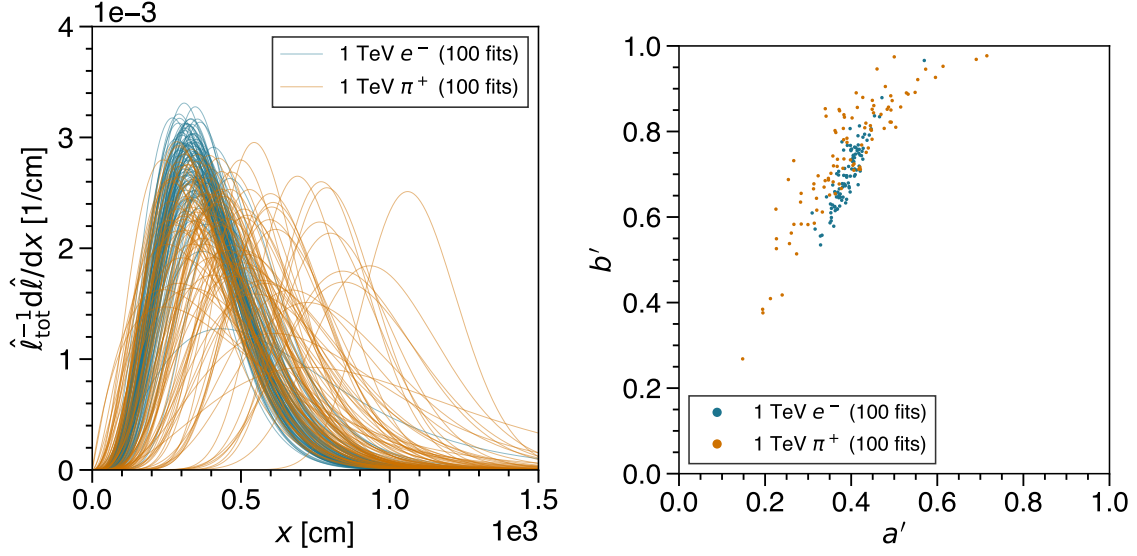 1e−3
4
3
2
1
0
ℓ̂⁻¹_tot dℓ̂/dx [1/cm]
1 TeV e⁻ (100 fits)
1 TeV π⁺ (100 fits)
0.0
0.5
1.0
1.5
1e3
x [cm]
1.0
0.8
0.6
0.4
0.2
0.0
b′
1 TeV e⁻ (100 fits)
1 TeV π⁺ (100 fits)
0.0
0.2
0.4
0.6
0.8
1.0
a′